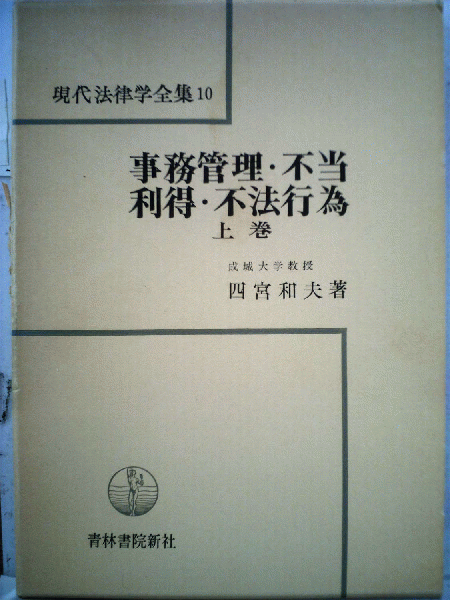 現代法律学全集10
事務管理・不当
利得・不法行為
上巻
成城大学教授
四宮和夫著
青林書院新社